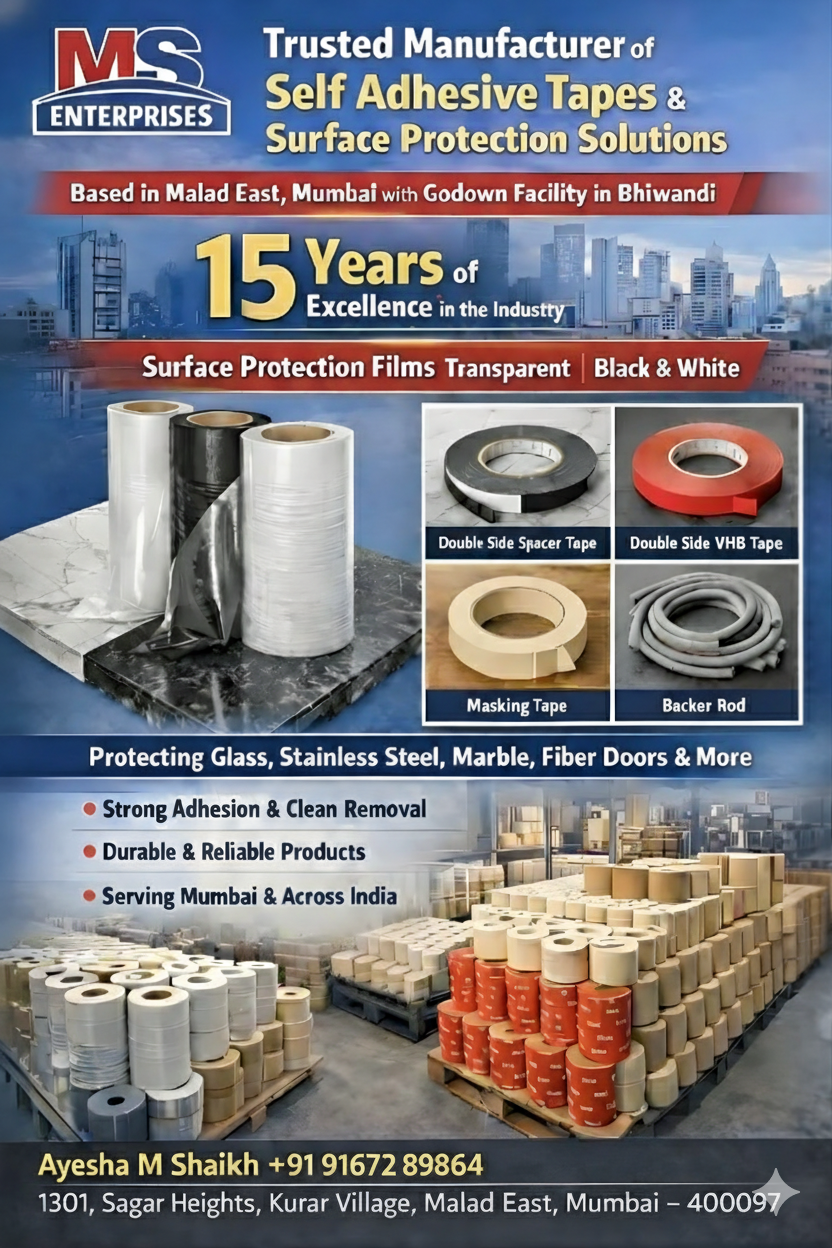 MS
ENTERPRISES
Trusted Manufacturer of
Self Adhesive Tapes &
Surface Protection Solutions
Based in Malad East, Mumbai with Godown Facility in Bhiwandi
15 Years of
Excellence in the Industry
Surface Protection Films Transparent | Black & White
Double Side Spacer Tape
Double Side VHB Tape
Masking Tape
Backer Rod
Protecting Glass, Stainless Steel, Marble, Fiber Doors & More
Strong Adhesion & Clean Removal
Durable & Reliable Products
Serving Mumbai & Across India
Ayesha M Shaikh +91 91672 89864
1301, Sagar Heights, Kurar Village, Malad East, Mumbai – 400097